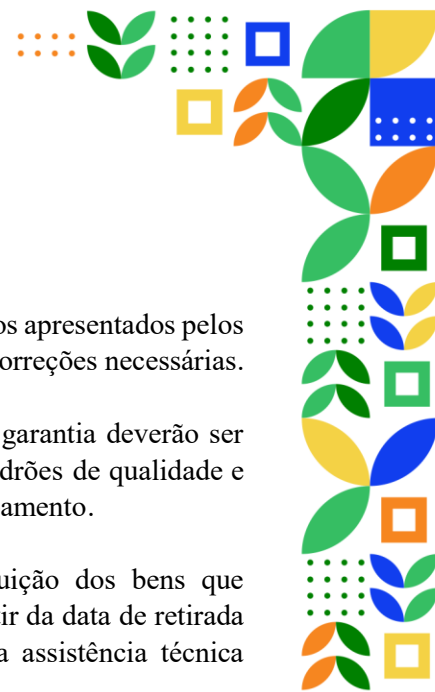 os apresentados pelos
orreções necessárias.
garantia deverão ser
drões de qualidade e
amento.
uição dos bens que
ir da data de retirada
a assistência técnica